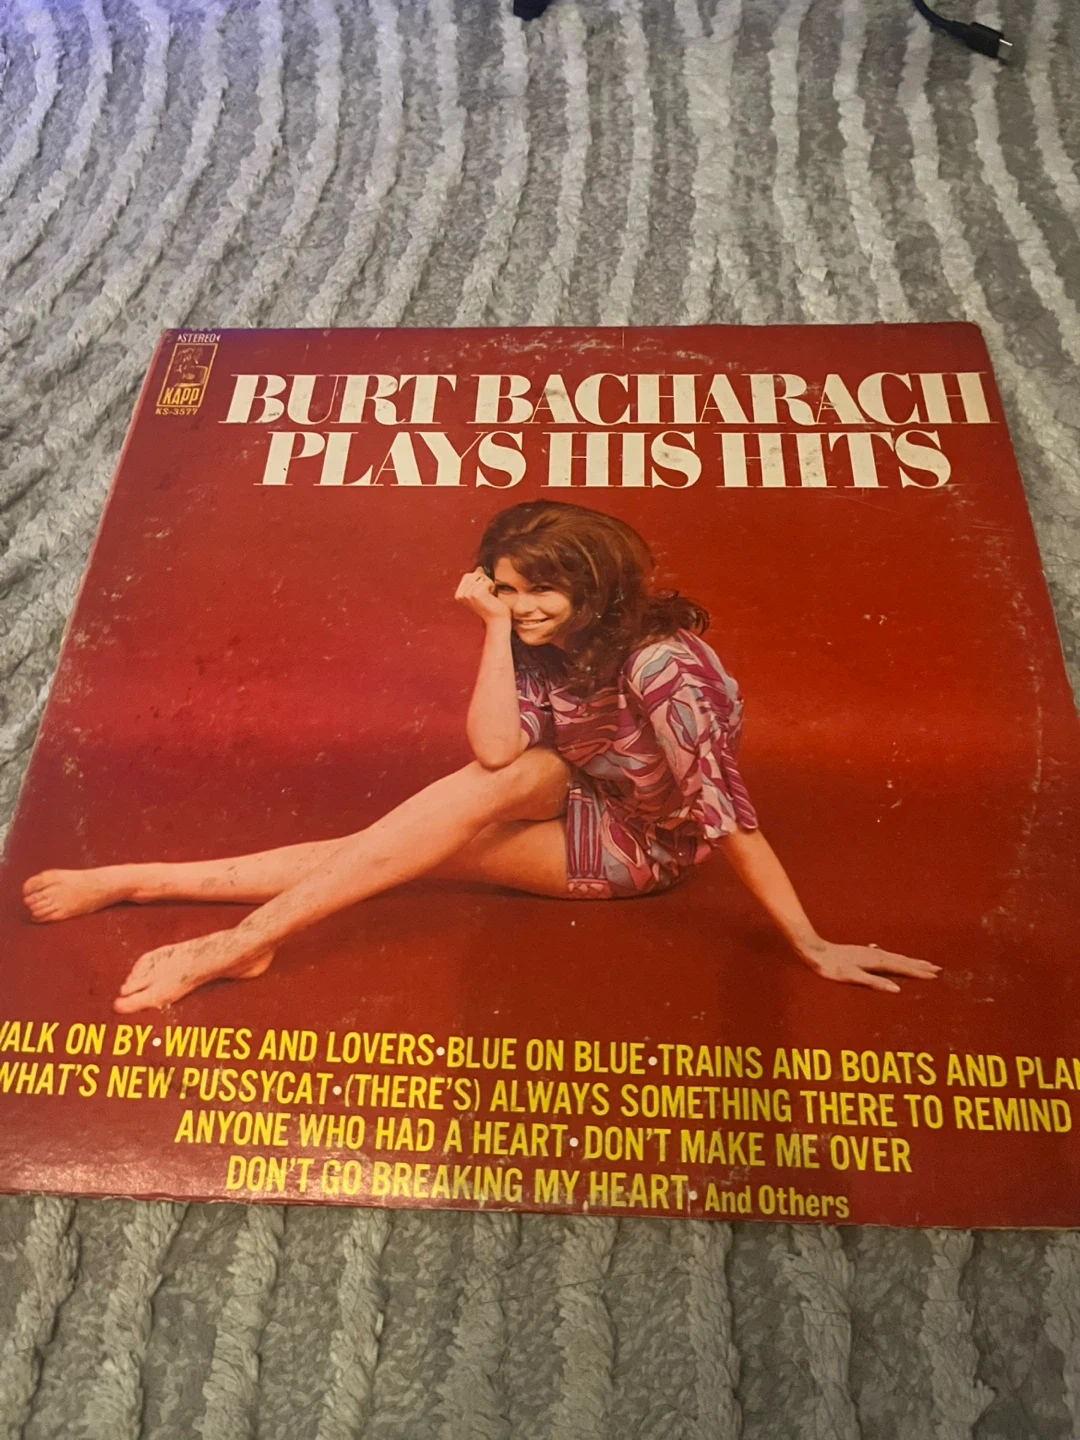 STEREO
KAPP
KS-3577
BURT BACHARACH
PLAYS HIS HITS
WALK ON BY•WIVES AND LOVERS•BLUE ON BLUE•TRAINS AND BOATS AND
WHAT'S NEW PUSSYCAT•(THERE'S) ALWAYS SOMETHING THERE TO REMIND
ANYONE WHO HAD A HEART•DON'T MAKE ME OVER
DON'T GO BREAKING MY HEART• And Others